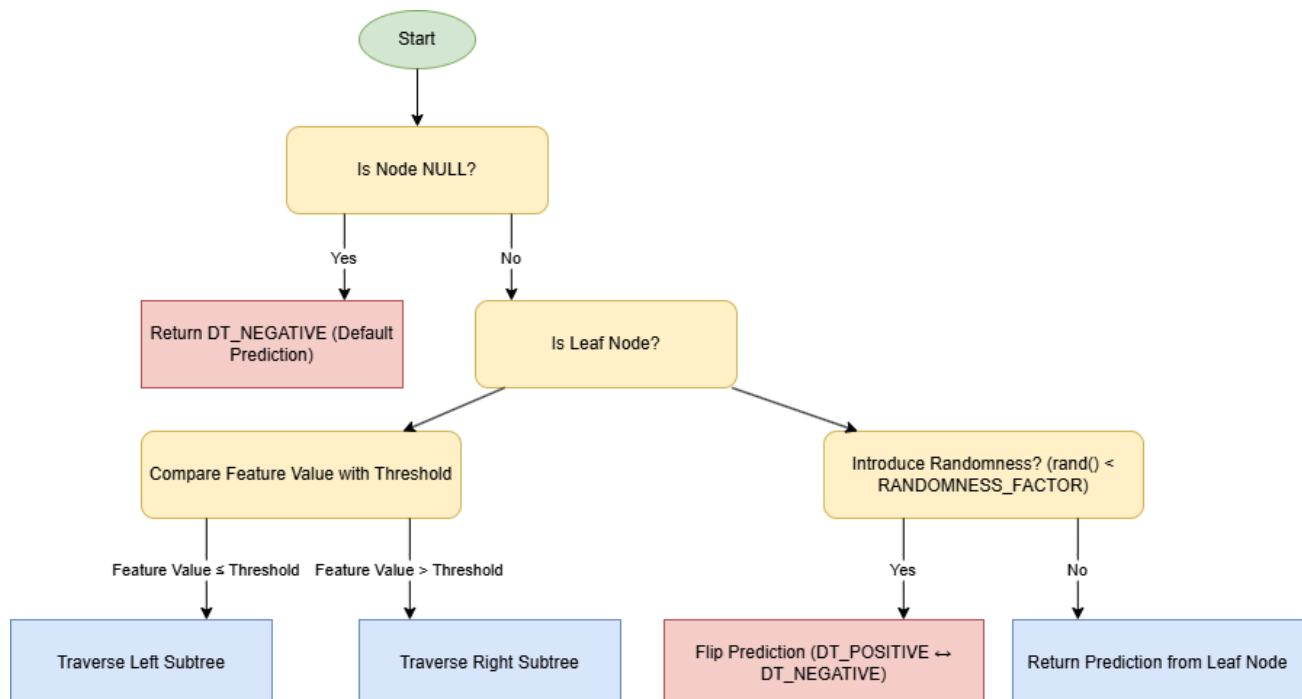 Start
Is Node NULL?
Yes
No
Return DT_NEGATIVE (Default
Prediction)
Is Leaf Node?
Compare Feature Value with Threshold
Introduce Randomness? (rand() <
RANDOMNESS_FACTOR)
Feature Value ≤ Threshold
Feature Value > Threshold
Yes
No
Traverse Left Subtree
Traverse Right Subtree
Flip Prediction (DT_POSITIVE ↔
DT_NEGATIVE)
Return Prediction from Leaf Node